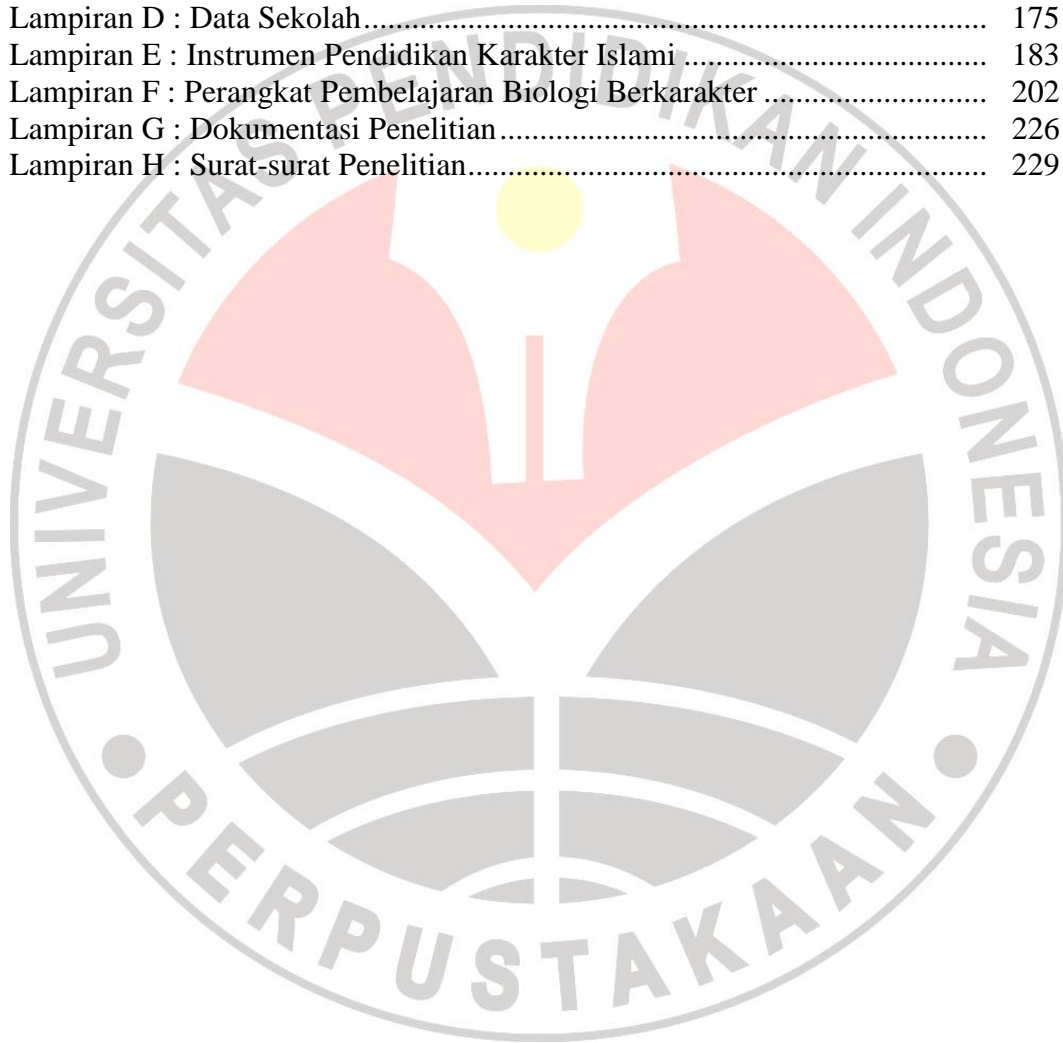 Lampiran D : Data Sekolah............................................................................ 175
Lampiran E : Instrumen Pendidikan Karakter Islami ..................................... 183
Lampiran F : Perangkat Pembelajaran Biologi Berkarakter ........................... 202
Lampiran G : Dokumentasi Penelitian ............................................................ 226
Lampiran H : Surat-surat Penelitian................................................................ 229
UNIVERSITAS PENDIDIKAN INDONESIA
PERPUSTAKAAN